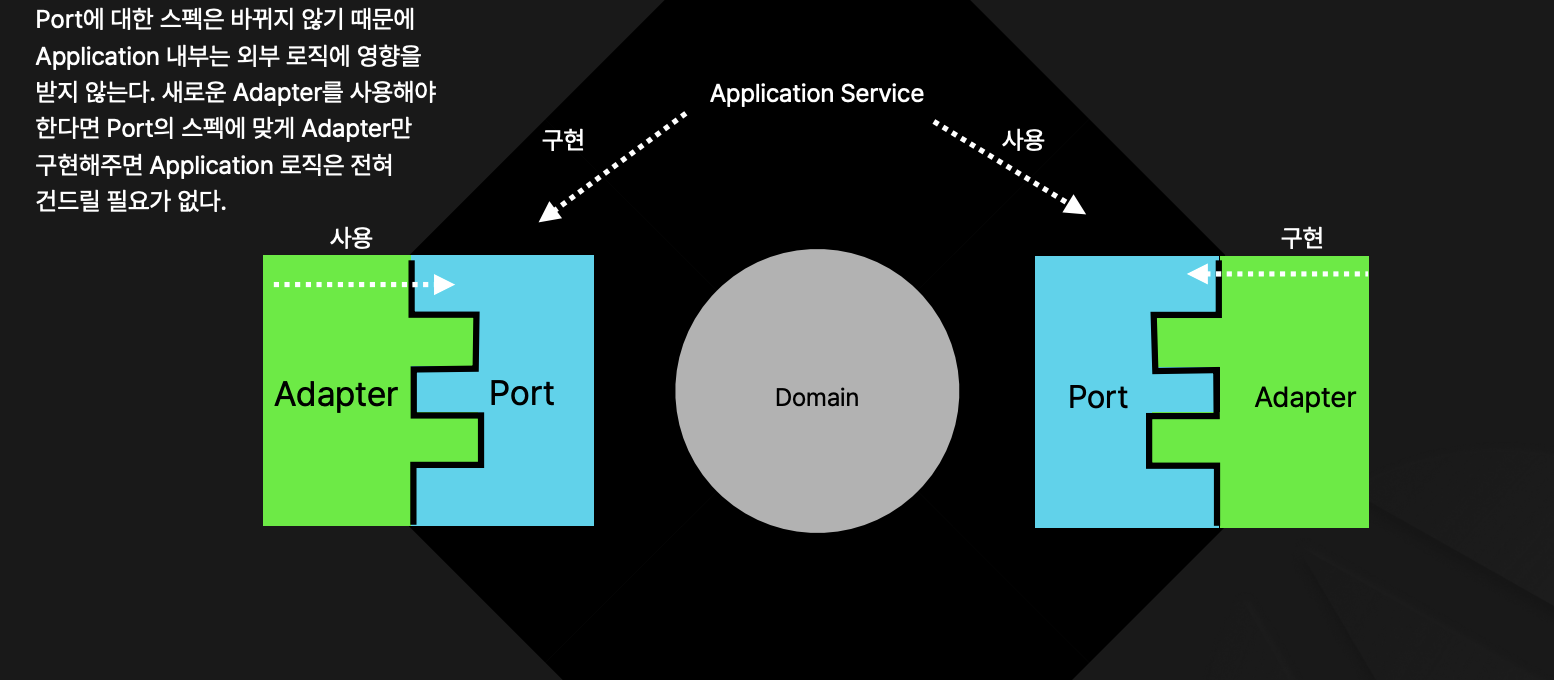 Port에 대한 스펙은 바뀌지 않기 때문에
Application 내부는 외부 로직에 영향을
받지 않는다. 새로운 Adapter를 사용해야
한다면 Port의 스펙에 맞게 Adapter만
구현해주면 Application 로직은 전혀
건드릴 필요가 없다.
Application Service
구현
사용
사용
구현
Adapter
Port
Domain
Port
Adapter